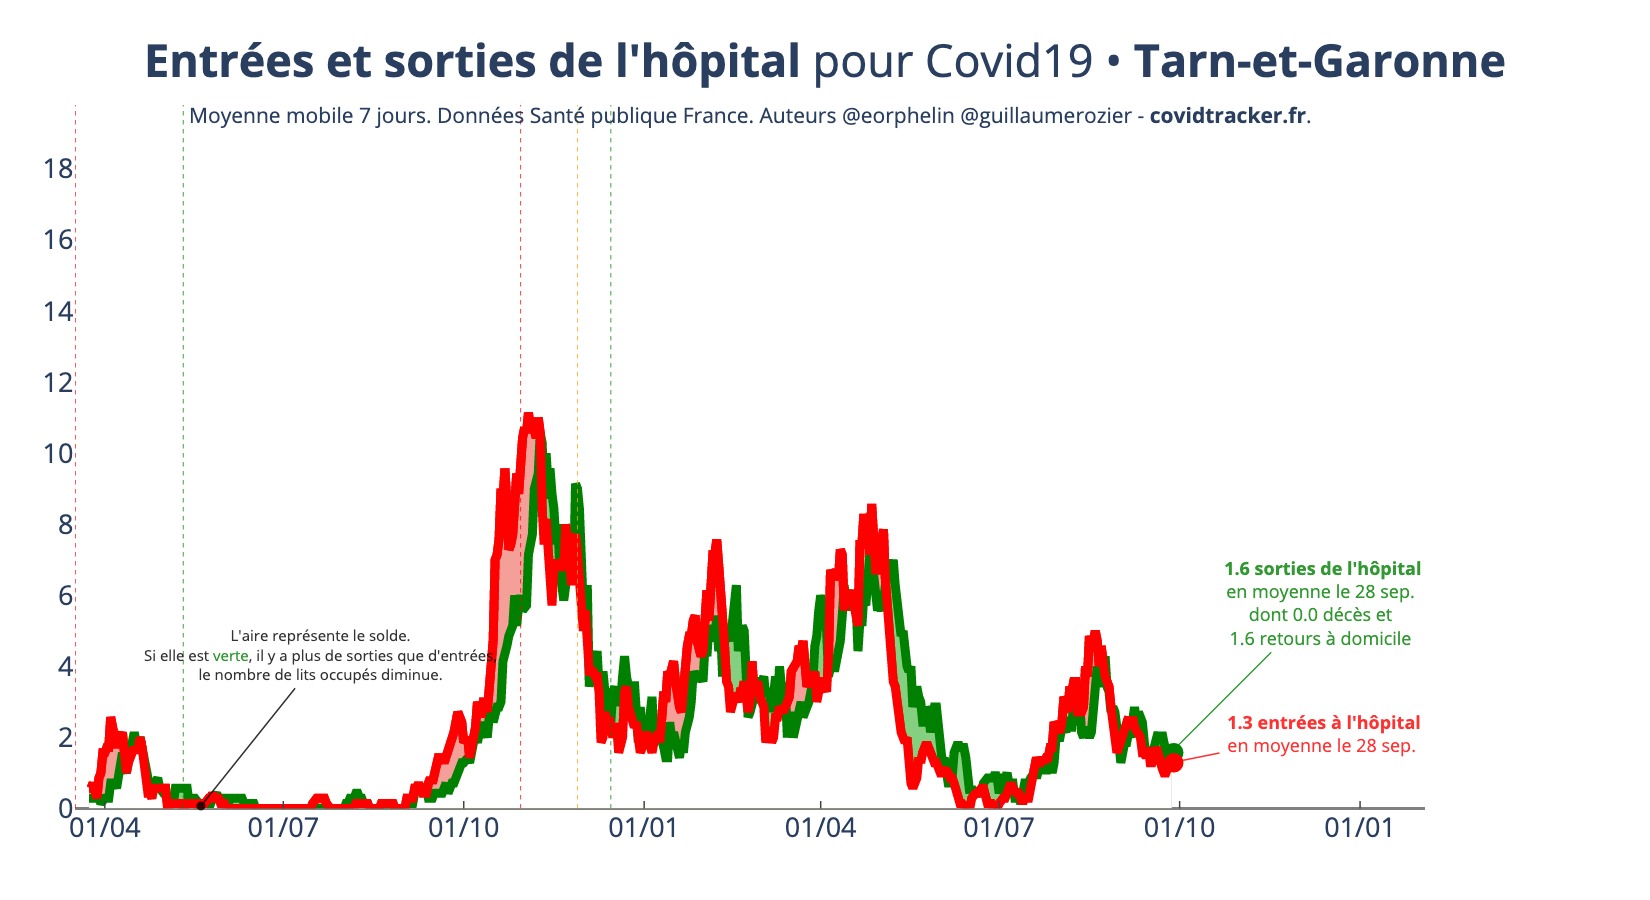 Entrées et sorties de l'hôpital pour Covid19 • Tarn-et-Garonne
Moyenne mobile 7 jours. Données Santé publique France. Auteurs @eorphelin @guillaumerozier - covidtracker.fr.
18
16
14
12
10
8
6
4
2
0
L'aire représente le solde.
Si elle est verte, il y a plus de sorties que d'entrées,
le nombre de lits occupés diminue.
1.6 sorties de l'hôpital
en moyenne le 28 sep.
dont 0.0 décès et
1.6 retours à domicile
1.3 entrées à l'hôpital
en moyenne le 28 sep.
01/04 01/07 01/10 01/01 01/04 01/07 01/10 01/01